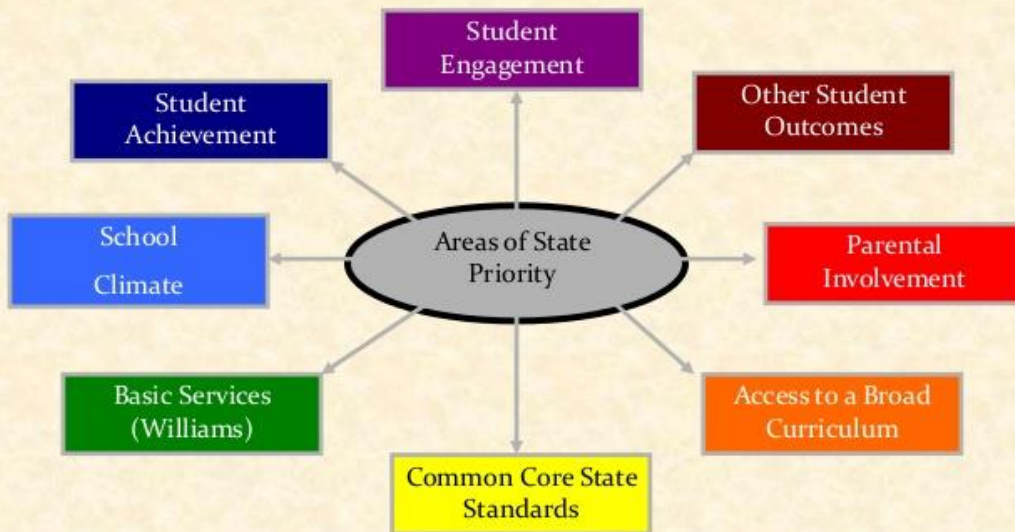 Student
Engagement
Student
Achievement
Other Student
Outcomes
School
Climate
Areas of State
Priority
Parental
Involvement
Basic Services
(Williams)
Access to a Broad
Curriculum
Common Core State
Standards